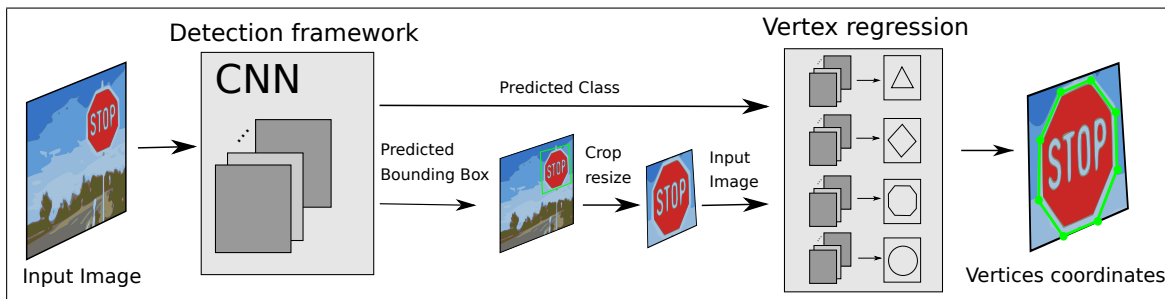 Detection framework
Vertex regression
CNN
STOP
Input Image
Predicted Class
Predicted
Bounding Box
STOP
Crop
resize
STOP
Input
Image
STOP
Vertices coordinates